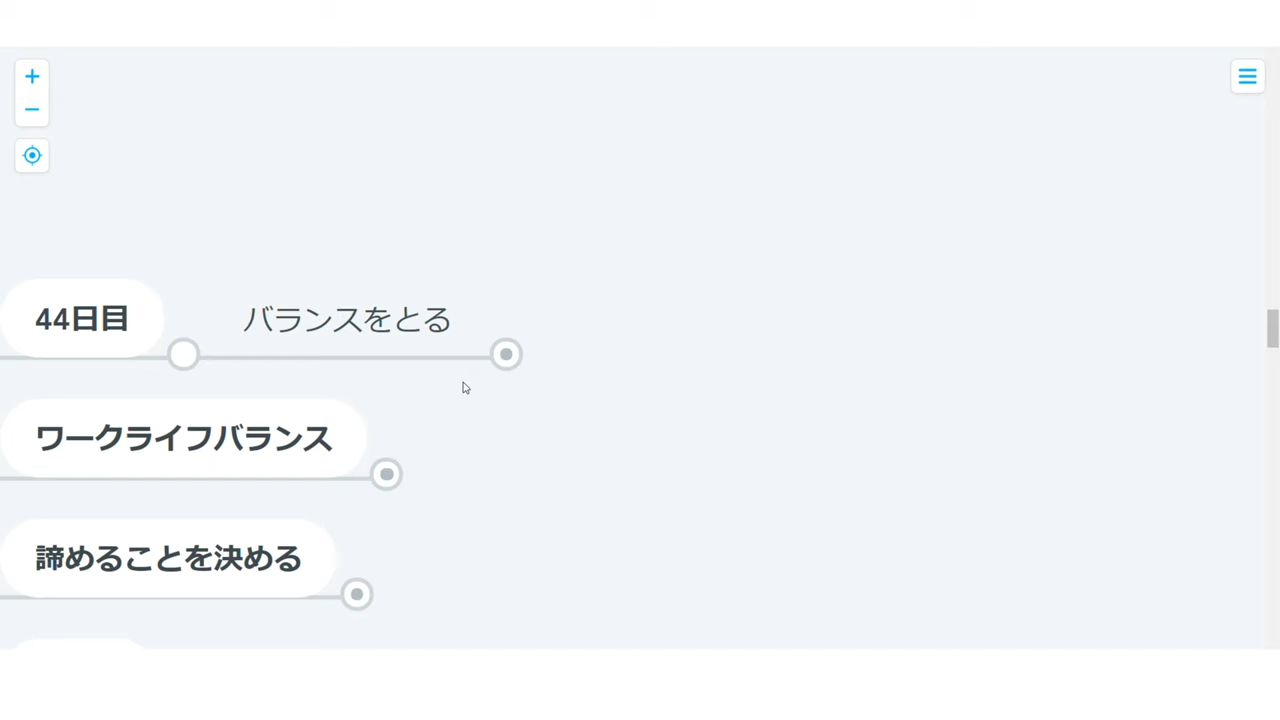 44日目
バランスをとる
ワークライフバランス
諦めることを決める